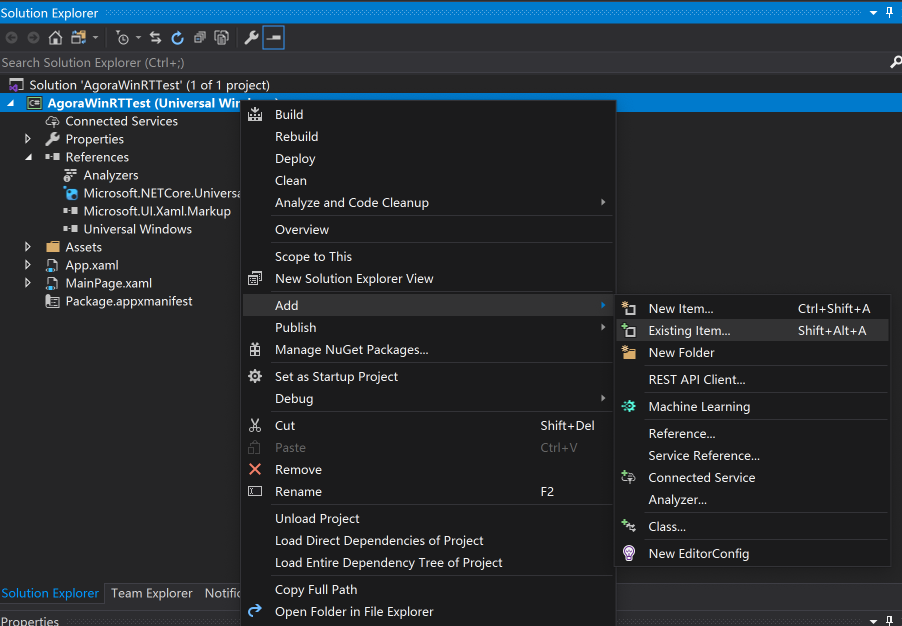 Solution Explorer
Search Solution Explorer (Ctrl+;)
Solution 'AgoraWinRTTest' (1 of 1 project)
C#
AgoraWinRTTest (Universal
Connected Services
Properties
References
Analyzers
Microsoft.NETCore.Universa
Microsoft.UI.Xaml.Markup
Universal Windows
Assets
App.xaml
MainPage.xaml
Package.appxmanifest
Build
Rebuild
Deploy
Clean
Analyze and Code Cleanup
Overview
Scope to This
New Solution Explorer View
Add
Publish
Manage NuGet Packages...
Set as Startup Project
Debug
Cut Shift+Del
Paste Ctrl+V
Remove
Rename F2
Unload Project
Load Direct Dependencies of Project
Load Entire Dependency Tree of Project
Copy Full Path
Open Folder in File Explorer
New Item... Ctrl+Shift+A
Existing Item... Shift+Alt+A
New Folder
REST API Client...
Machine Learning
Reference...
Service Reference...
Connected Service
Analyzer...
Class...
New EditorConfig
Solution Explorer Team Explorer Notific
Properties